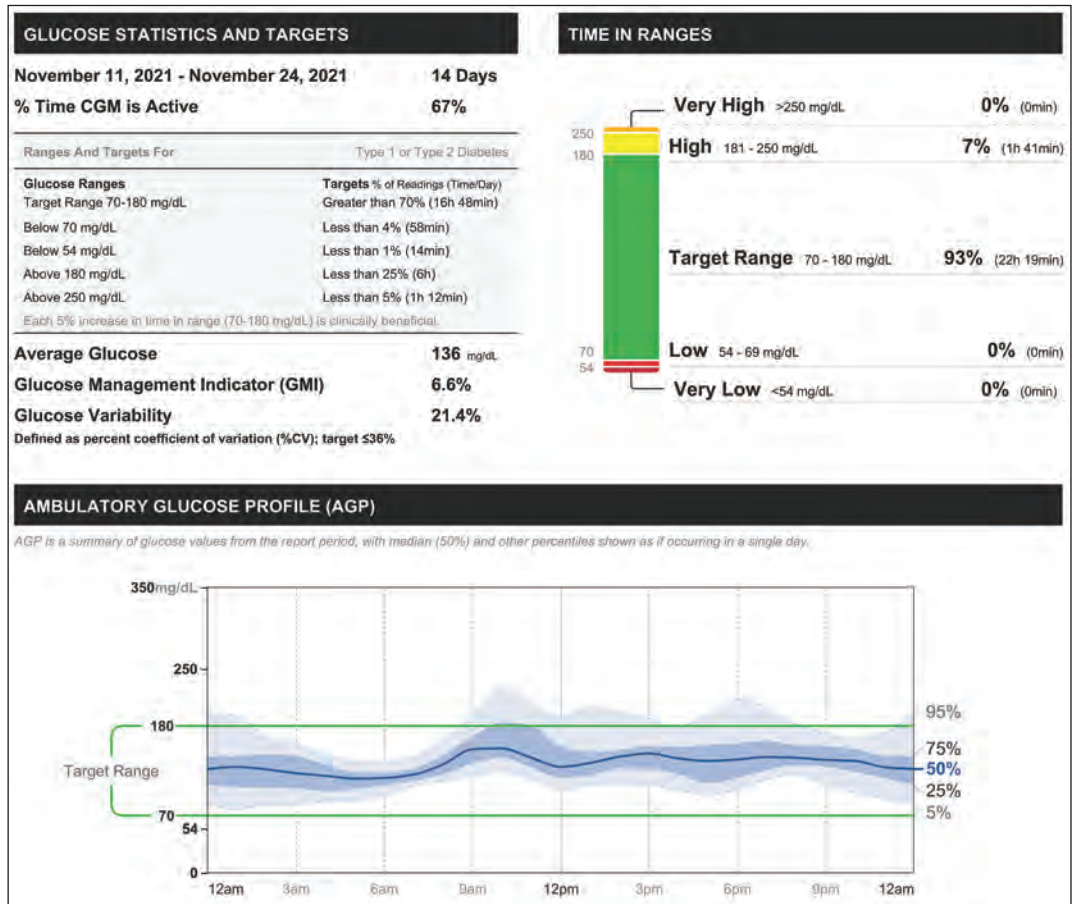 GLUCOSE STATISTICS AND TARGETS
November 11, 2021 - November 24, 2021 14 Days
% Time CGM is Active 67%
Ranges And Targets For Type 1 or Type 2 Diabetes
Glucose Ranges Targets % of Readings (Time/Day)
Target Range 70-180 mg/dL Greater than 70% (16h 48min)
Below 70 mg/dL Less than 4% (58min)
Below 54 mg/dL Less than 1% (14min)
Above 180 mg/dL Less than 25% (6h)
Above 250 mg/dL Less than 5% (1h 12min)
Each 5% increase in time in range (70-180 mg/dL) is clinically beneficial.
Average Glucose 136 mg/dL
Glucose Management Indicator (GMI) 6.6%
Glucose Variability 21.4%
Defined as percent coefficient of variation (%CV); target ≤36%
TIME IN RANGES
Very High >250 mg/dL 0% (0min)
250
High 181 - 250 mg/dL 7% (1h 41min)
180
Target Range 70 - 180 mg/dL 93% (22h 19min)
70
Low 54 - 69 mg/dL 0% (0min)
54
Very Low <54 mg/dL 0% (0min)
AMBULATORY GLUCOSE PROFILE (AGP)
AGP is a summary of glucose values from the report period, with median (50%) and other percentiles shown as if occurring in a single day.
350mg/dL
250
95%
180
75%
Target Range
50%
25%
70
5%
54
0
12am 3am 6am 9am 12pm 3pm 6pm 9pm 12am